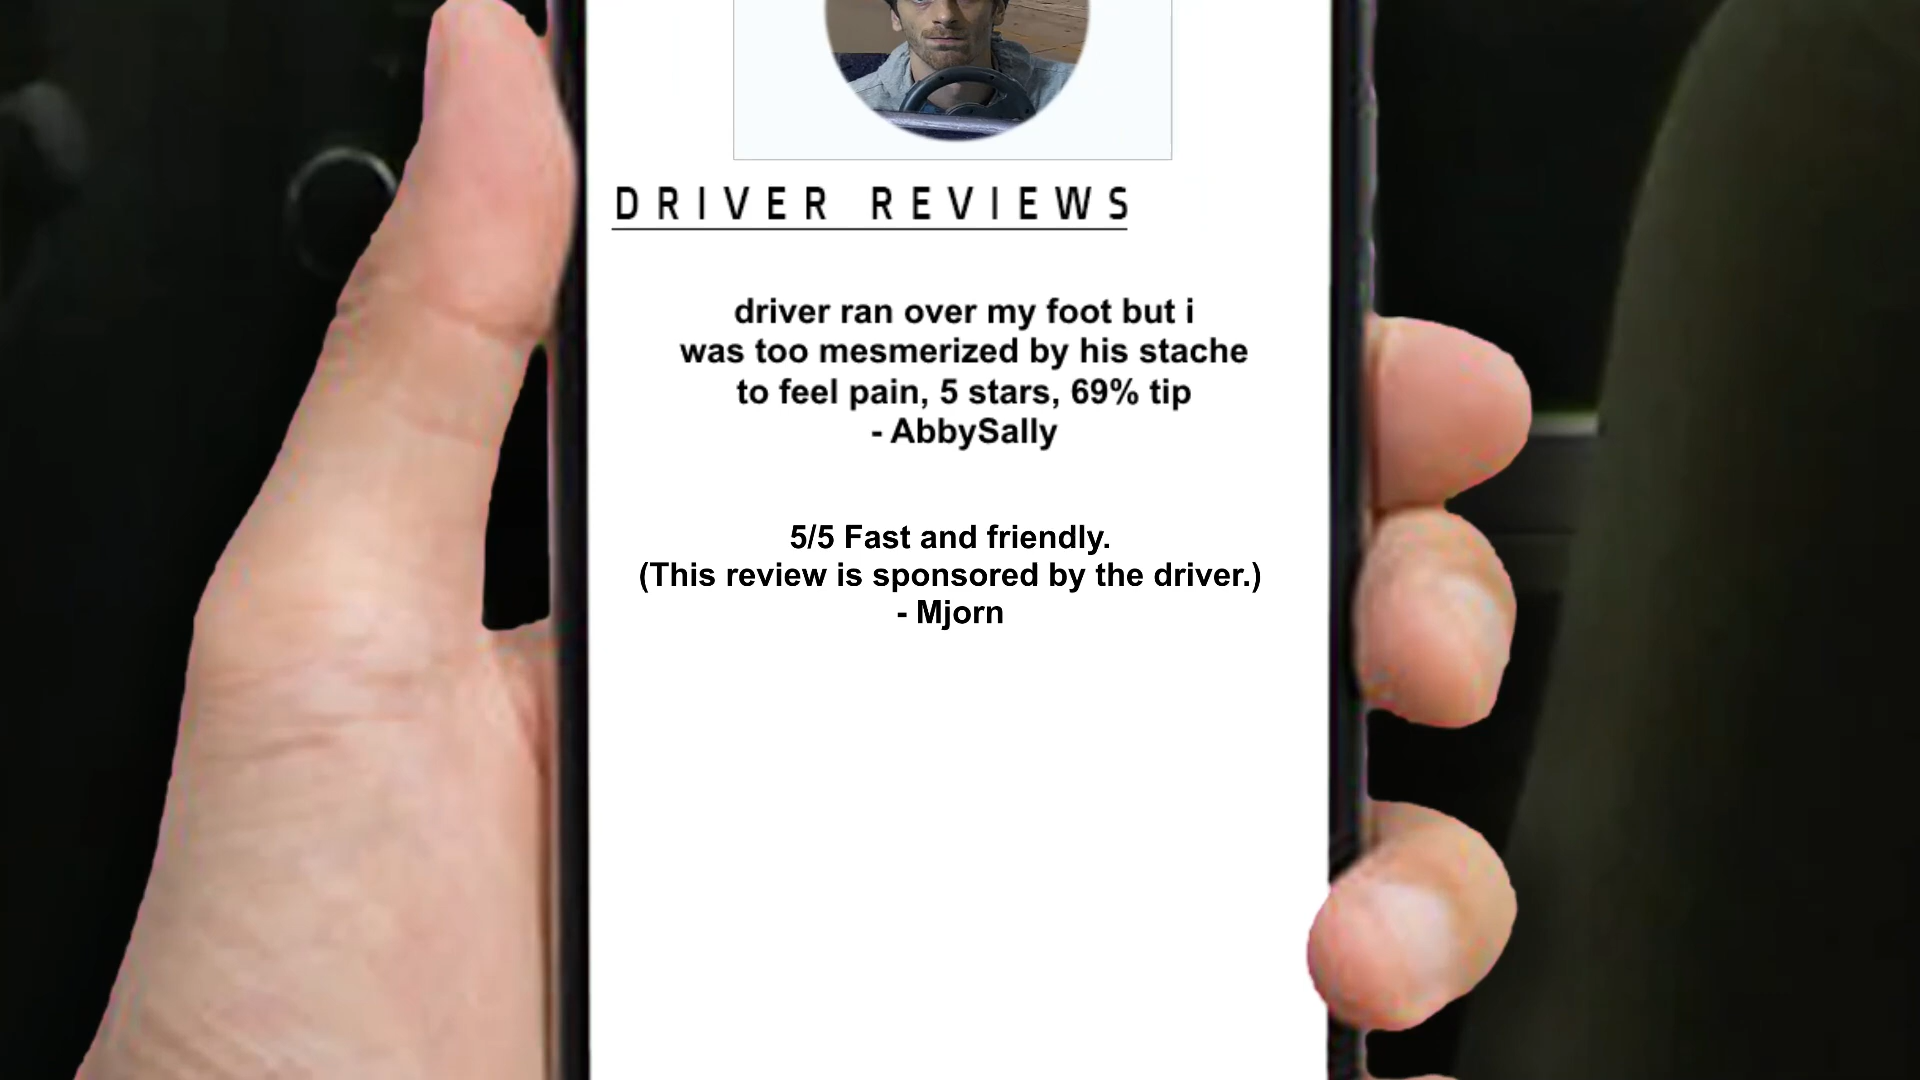 DRIVER REVIEWS
driver ran over my foot but i
was too mesmerized by his stache
to feel pain, 5 stars, 69% tip
- AbbySally
5/5 Fast and friendly.
(This review is sponsored by the driver.)
- Mjorn